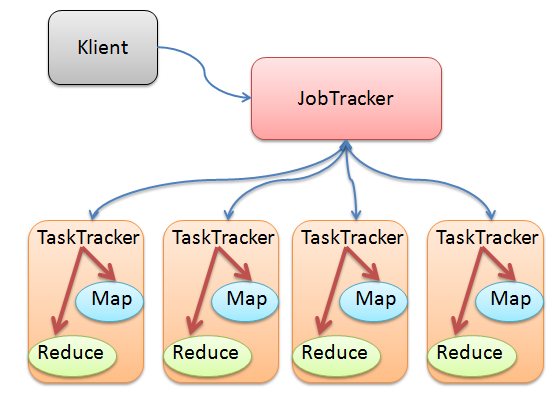 Klient
JobTracker
TaskTracker
TaskTracker
TaskTracker
TaskTracker
Map
Map
Map
Map
Reduce
Reduce
Reduce
Reduce